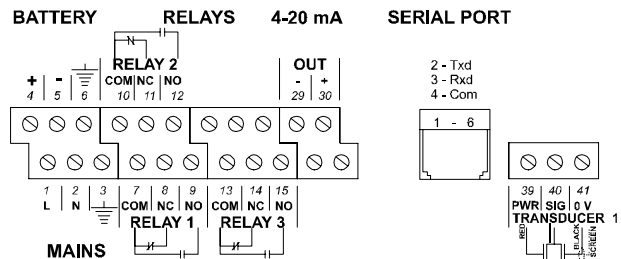 BATTERY RELAYS 4-20 mA SERIAL PORT
RELAY 2 OUT
+ - COM NC NO - +
4 5 6 10 11 12 29 30
2 - Txd
3 - Rxd
4 - Com
1 - 6
1 2 3 7 8 9 13 14 15
L N COM NC NO COM NC NO
RELAY 1 RELAY 3
MAINS
39 40 41
PWR SIG 0 V
TRANSDUCER 1
RED
BLACK
SCREEN